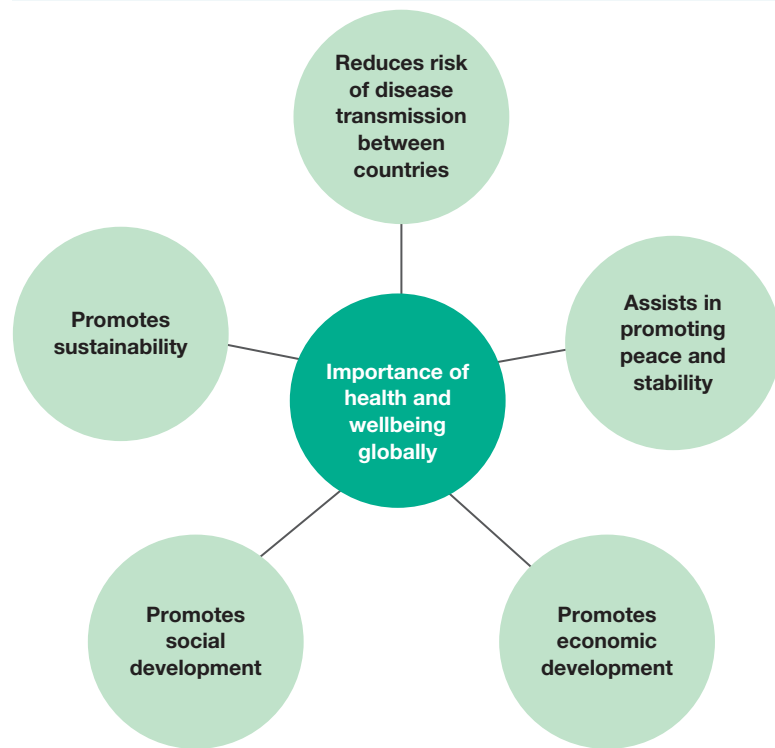 Reduces risk
of disease
transmission
between
countries
Promotes
sustainability
Assists in
promoting
peace and
stability
Importance of
health and
wellbeing
globally
Promotes
social
development
Promotes
economic
development